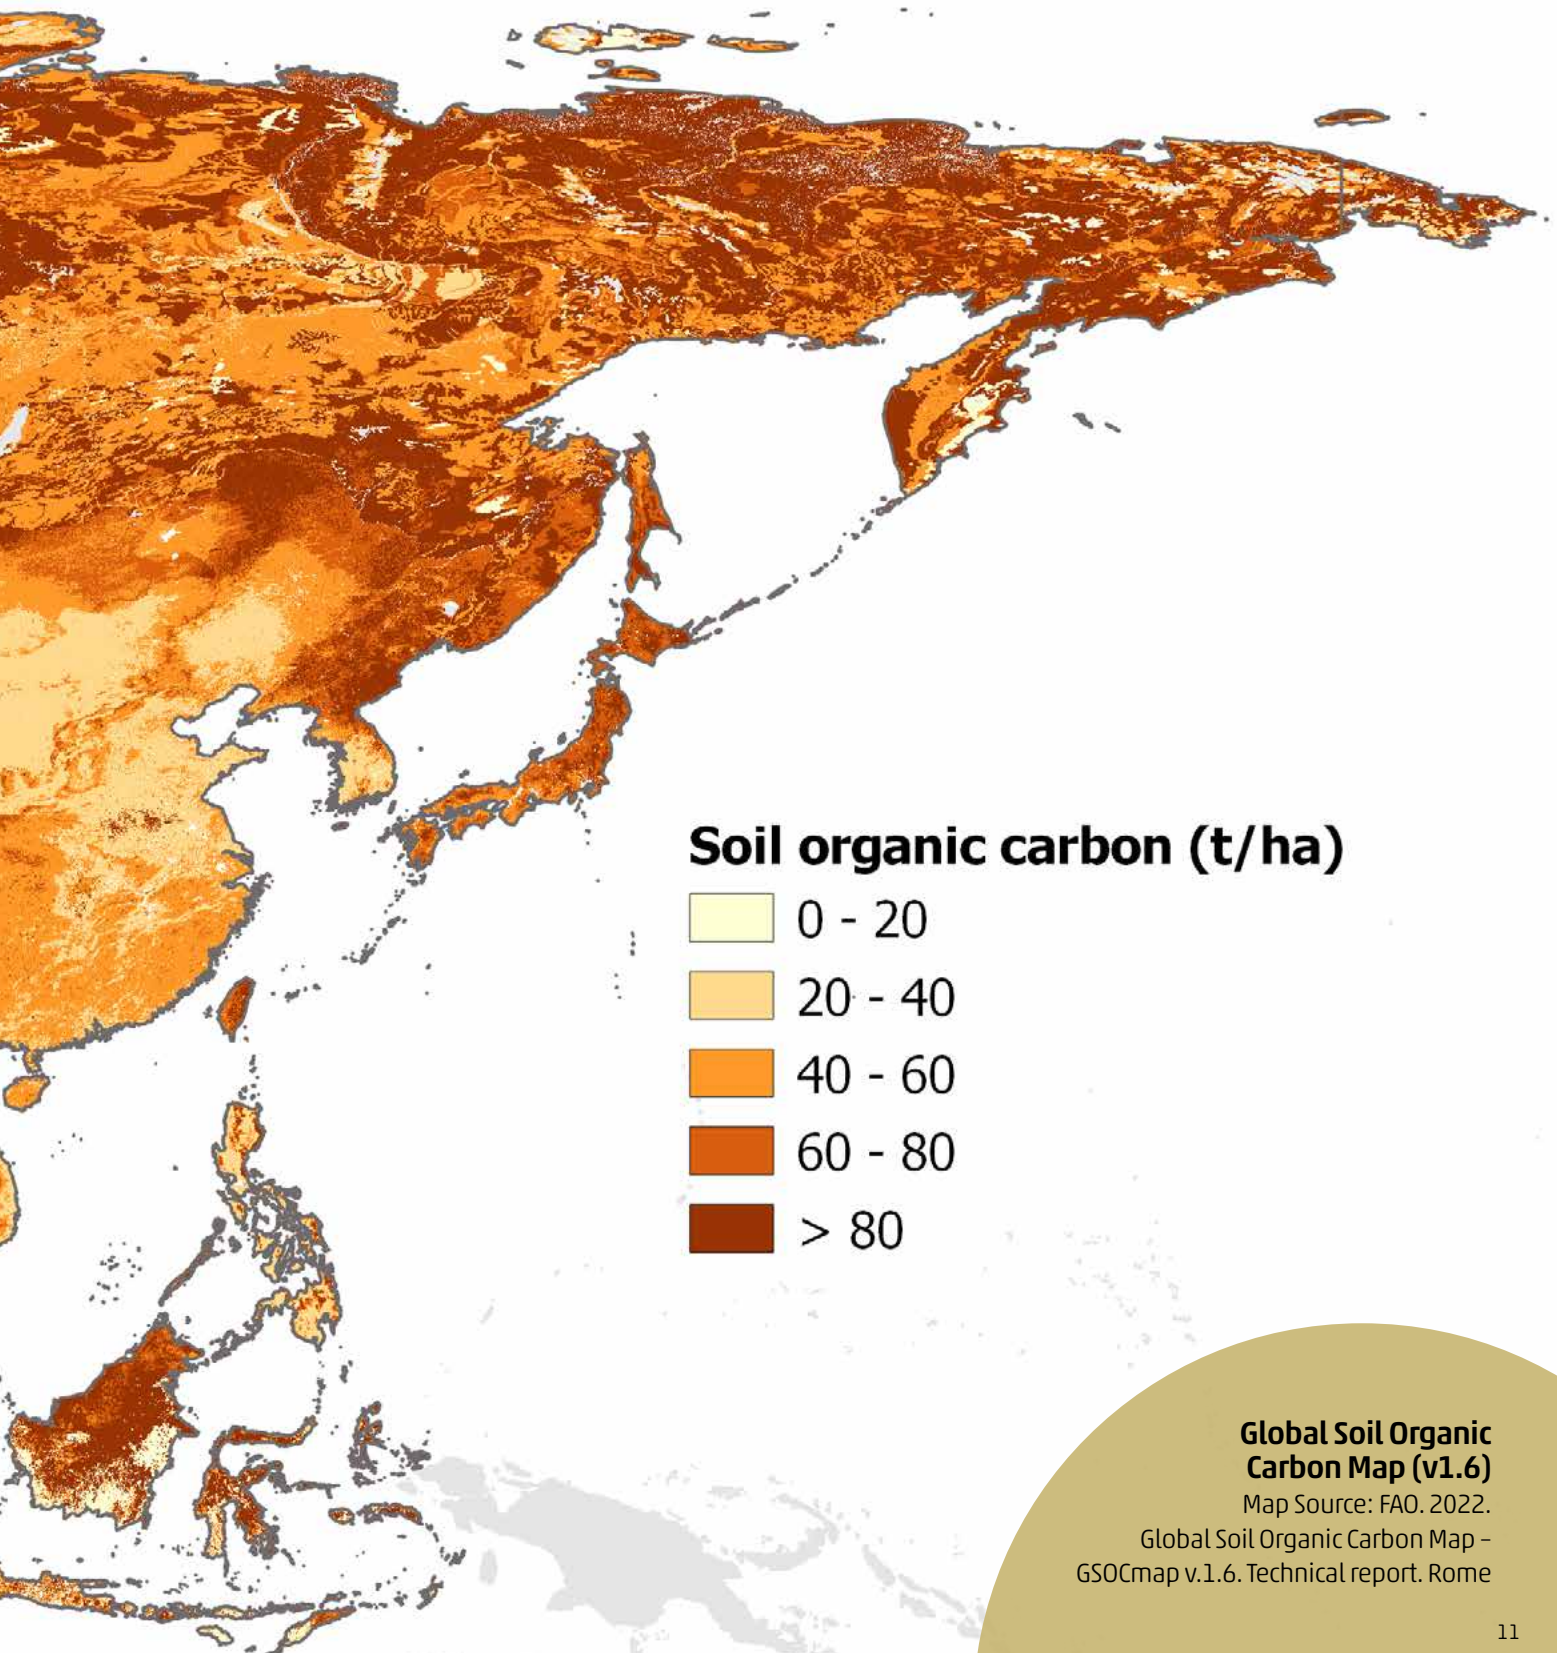 Soil organic carbon (t/ha)
0 - 20
20 - 40
40 - 60
60 - 80
> 80
Global Soil Organic
Carbon Map (v1.6)
Map Source: FAO. 2022.
Global Soil Organic Carbon Map –
GSOCmap v.1.6. Technical report. Rome
11